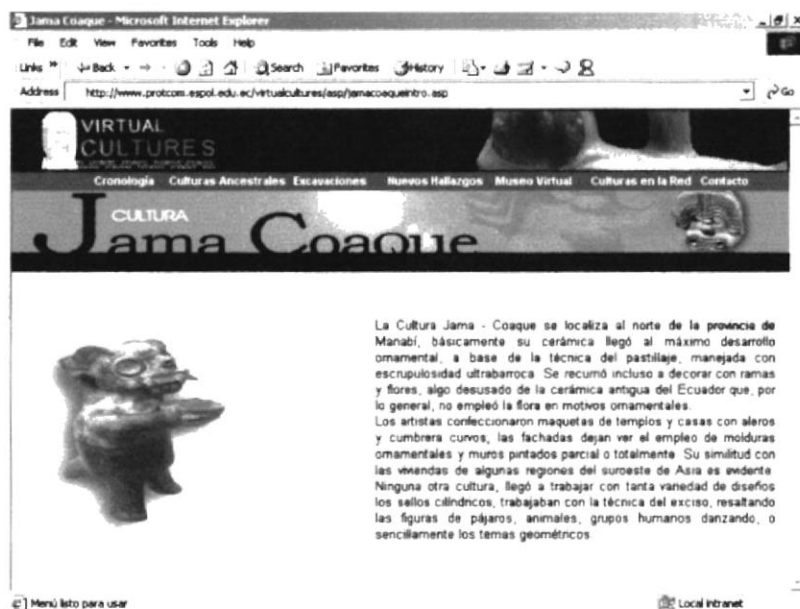 Jama Coaque - Microsoft Internet Explorer
File Edit View Favorites Tools Help
Links » Back Search Favorites History
Address http://www.protcom.espol.edu.ec/virtualcultures/asp/jamacoaqueintro.asp Go
VIRTUAL
CULTURES
Cronología Culturas Ancestrales Excavaciones Nuevos Hallazgos Museo Virtual Culturas en la Red Contacto
CULTURA
Jama Coaque
La Cultura Jama - Coaque se localiza al norte de la provincia de
Manabí, básicamente su cerámica llegó al máximo desarrollo
ornamental, a base de la técnica del pastillaje, manejada con
escrupulosidad ultrabarroca. Se recurrió incluso a decorar con ramas
y flores, algo desusado de la cerámica antigua del Ecuador que, por
lo general, no empleó la flora en motivos ornamentales.
Los artistas confeccionaron maquetas de templos y casas con aleros
y cumbrera curvos, las fachadas dejan ver el empleo de molduras
ornamentales y muros pintados parcial o totalmente. Su similitud con
las viviendas de algunas regiones del suroeste de Asia es evidente.
Ninguna otra cultura, llegó a trabajar con tanta variedad de diseños
los sellos cilíndricos, trabajaban con la técnica del exciso, resaltando
las figuras de pájaros, animales, grupos humanos danzando, o
sencillamente los temas geométricos
Menú listo para usar Local intranet